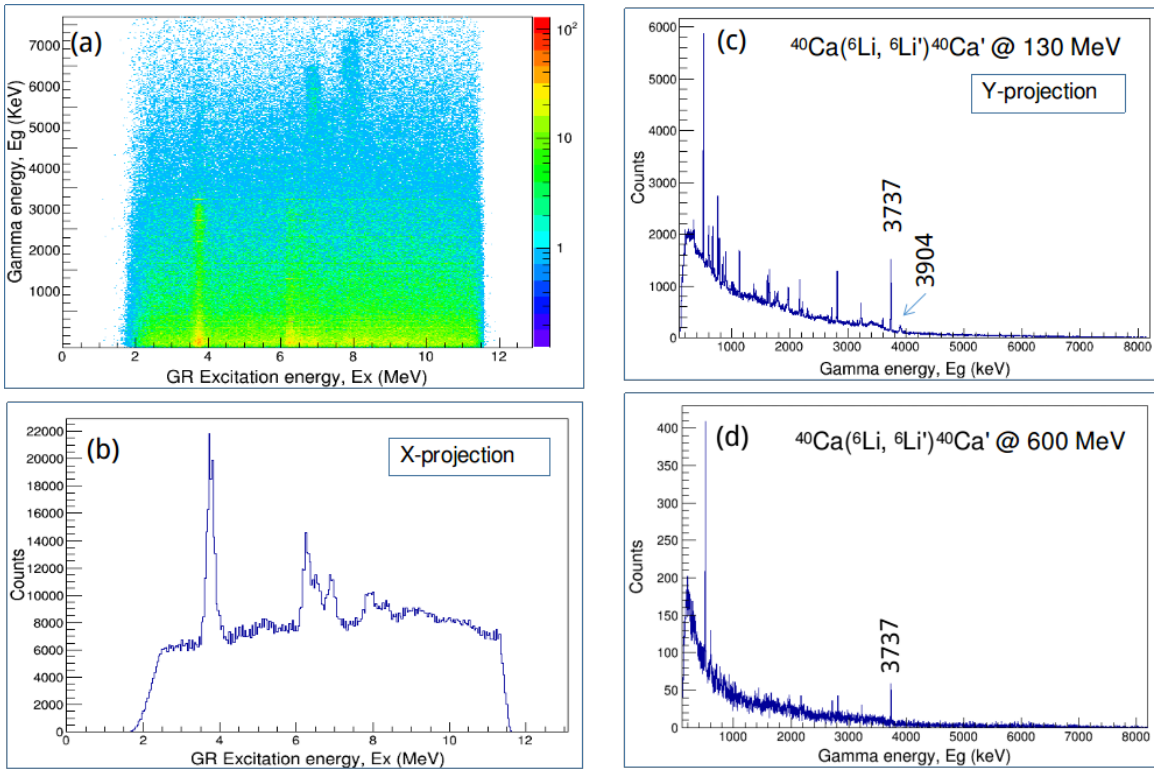 (a)
Gamma energy, Eg (KeV)
7000
6000
5000
4000
3000
2000
1000
0 2 4 6 8 10 12
GR Excitation energy, Ex (MeV)
10²
10
1
(b)
X-projection
Counts
22000
20000
18000
16000
14000
12000
10000
8000
6000
4000
2000
0
0 2 4 6 8 10 12
GR Excitation energy, Ex (MeV)
(c)
⁴⁰Ca(⁶Li, ⁶Li')⁴⁰Ca' @ 130 MeV
Y-projection
Counts
6000
5000
4000
3000
2000
1000
0
3737
3904
1000 2000 3000 4000 5000 6000 7000 8000
Gamma energy, Eg (keV)
(d)
⁴⁰Ca(⁶Li, ⁶Li')⁴⁰Ca' @ 600 MeV
Counts
400
350
300
250
200
150
100
50
0
3737
1000 2000 3000 4000 5000 6000 7000 8000
Gamma energy, Eg (keV)